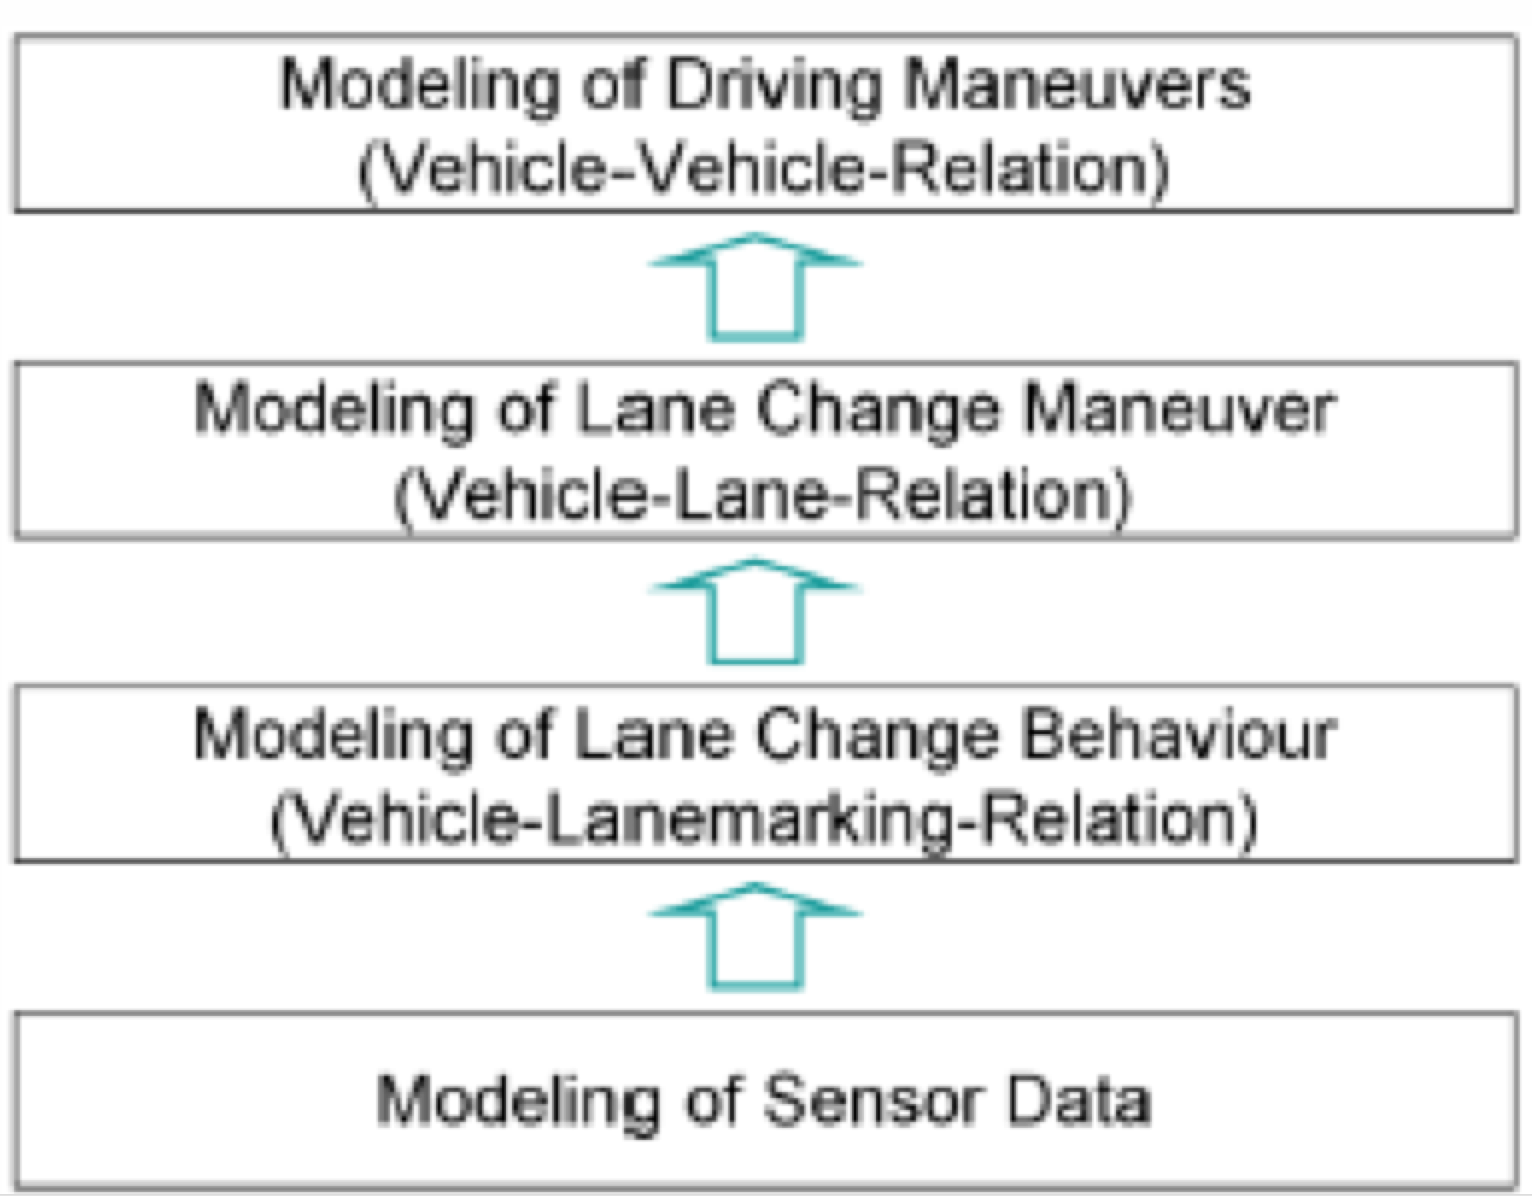 Modeling of Driving Maneuvers
(Vehicle-Vehicle-Relation)
Modeling of Lane Change Maneuver
(Vehicle-Lane-Relation)
Modeling of Lane Change Behaviour
(Vehicle-Lanemarking-Relation)
Modeling of Sensor Data